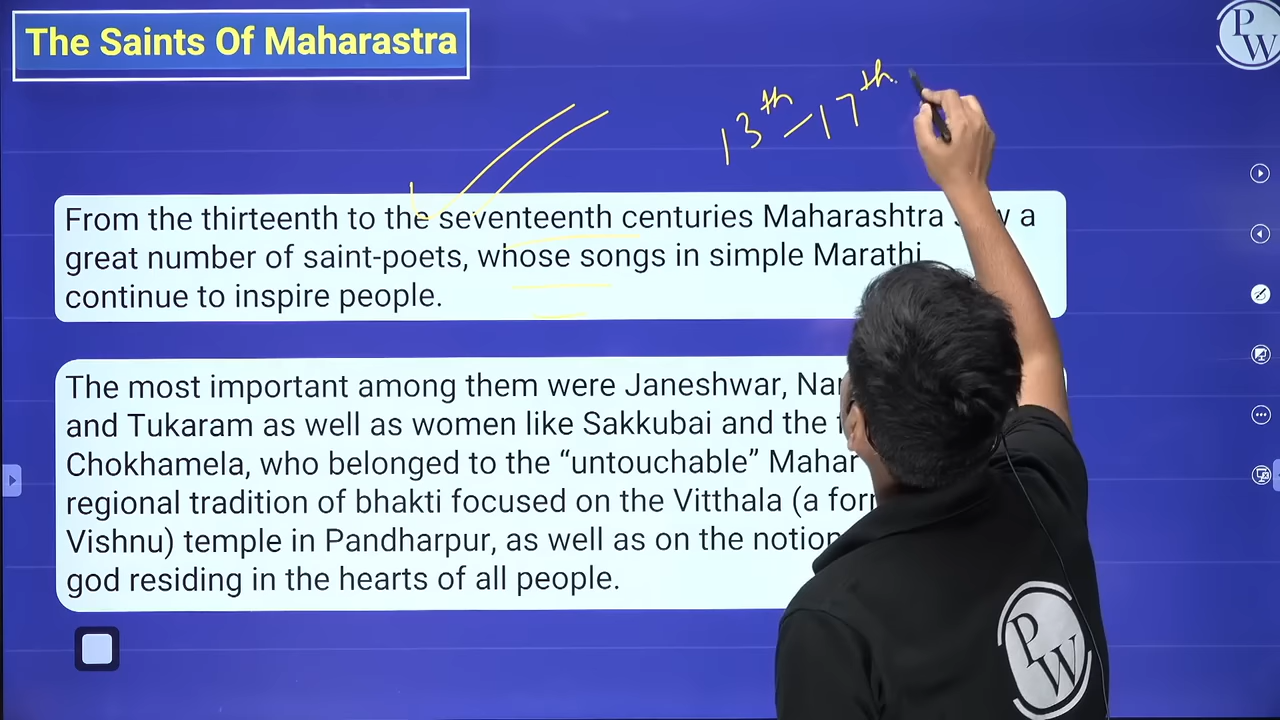 The Saints Of Maharastra
PW
13th - 17th
From the thirteenth to the seventeenth centuries Maharashtra a
great number of saint-poets, whose songs in simple Marathi
continue to inspire people.
The most important among them were Janeshwar,
and Tukaram as well as women like Sakkubai and the
Chokhamela, who belonged to the “untouchable” Mahar
regional tradition of bhakti focused on the Vitthala (a
Vishnu) temple in Pandharpur, as well as on the
god residing in the hearts of all people.
PW